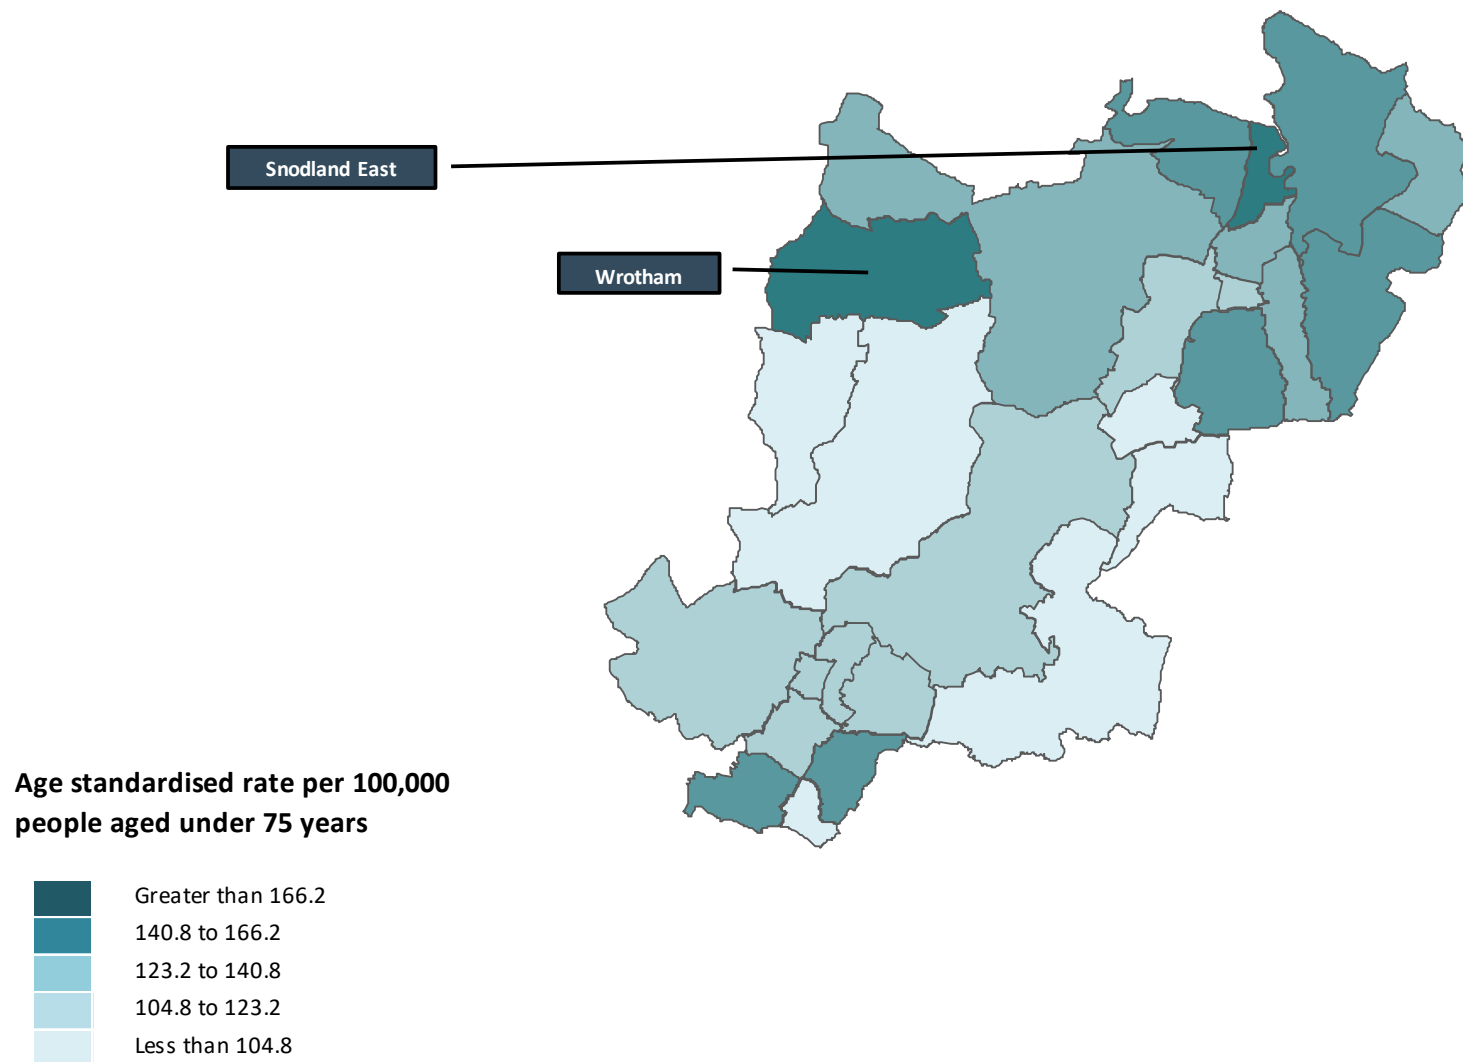 Snodland East
Wrotham
Age standardised rate per 100,000
people aged under 75 years
Greater than 166.2
140.8 to 166.2
123.2 to 140.8
104.8 to 123.2
Less than 104.8